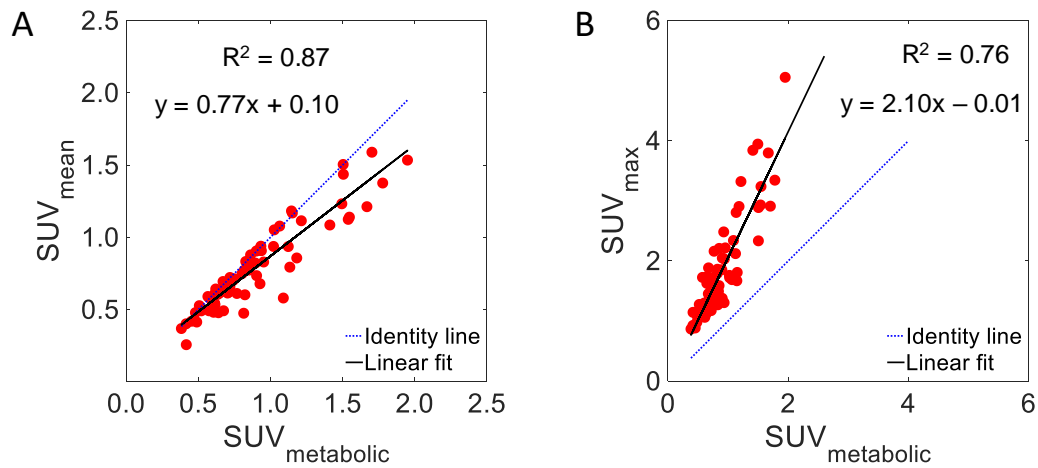 A
R² = 0.87
y = 0.77x + 0.10
SUVmean
2.5
2.0
1.5
1.0
0.5
0.0 0.5 1.0 1.5 2.0 2.5
SUVmetabolic
Identity line
Linear fit
B
R² = 0.76
y = 2.10x – 0.01
SUVmax
6
4
2
0
0 2 4 6
SUVmetabolic
Identity line
Linear fit